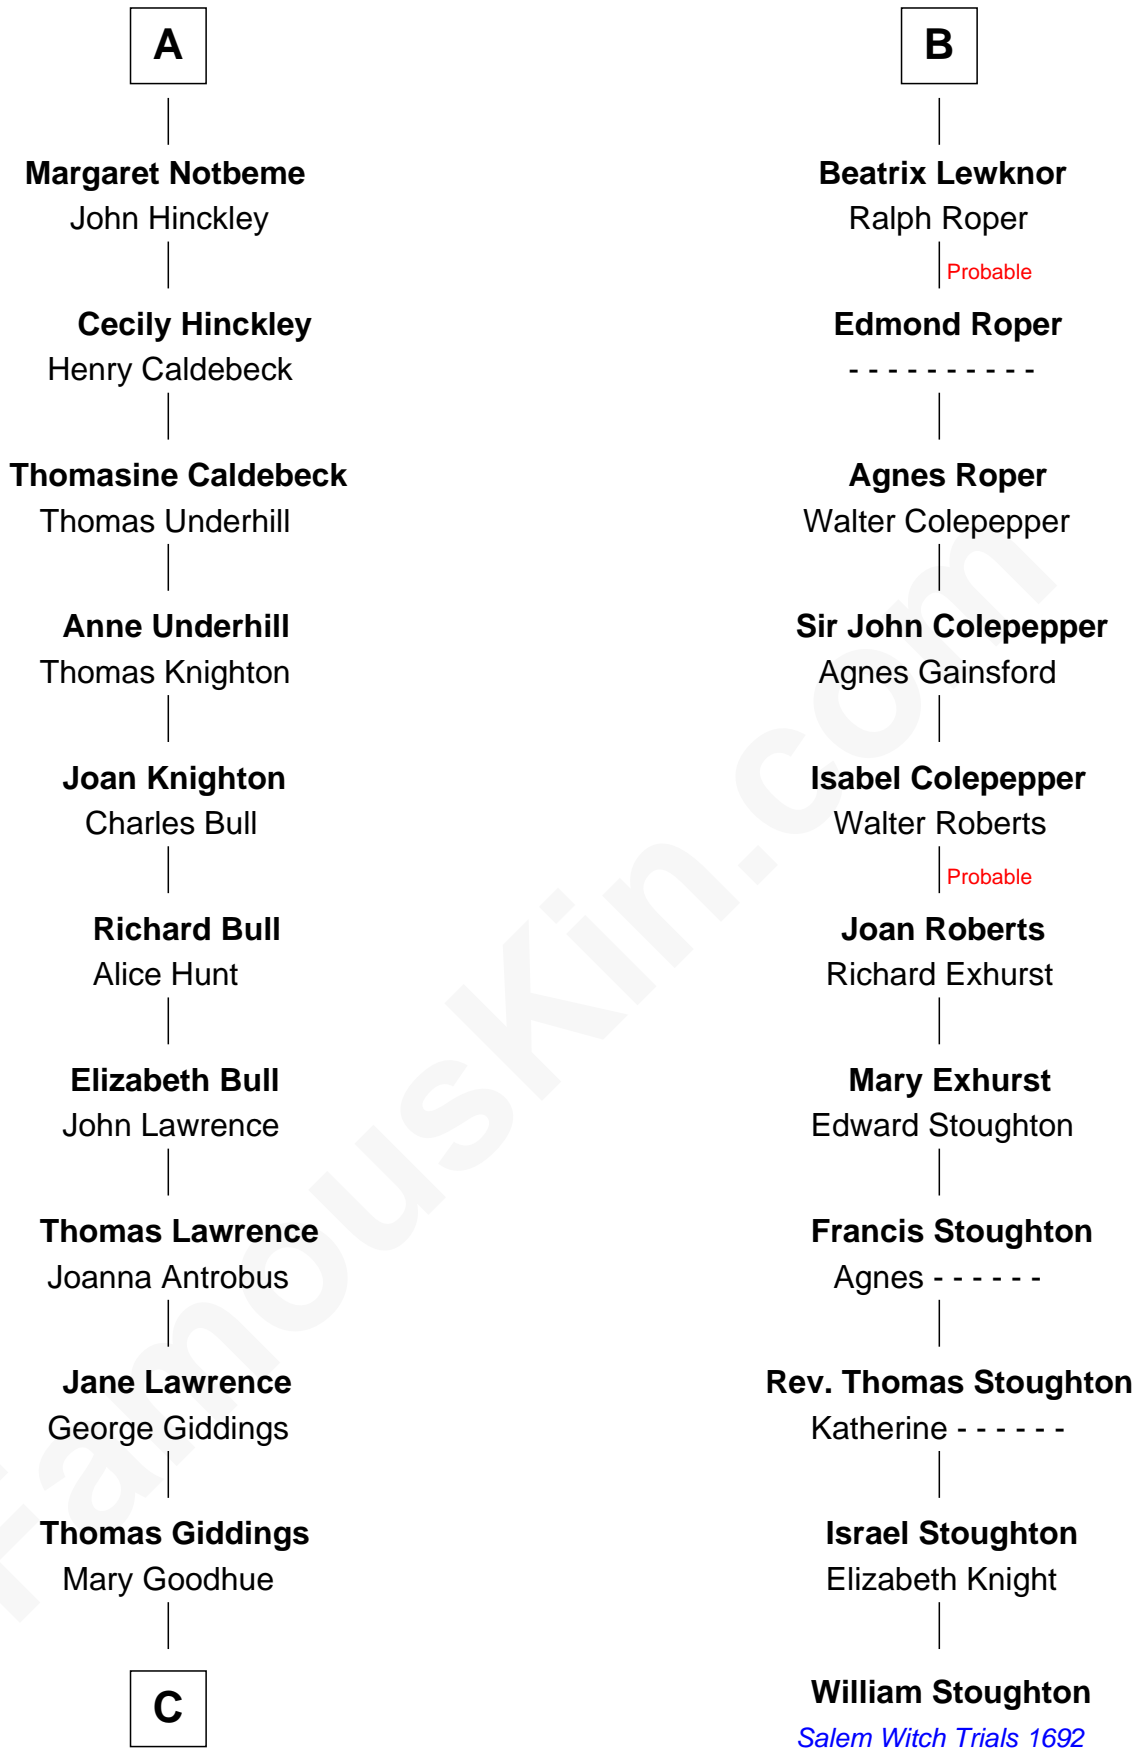 A
Margaret Notbeme
John Hinckley
Cecily Hinckley
Henry Caldebeck
Thomasine Caldebeck
Thomas Underhill
Anne Underhill
Thomas Knighton
Joan Knighton
Charles Bull
Richard Bull
Alice Hunt
Elizabeth Bull
John Lawrence
Thomas Lawrence
Joanna Antrobus
Jane Lawrence
George Giddings
Thomas Giddings
Mary Goodhue
C
B
Beatrix Lewknor
Ralph Roper
Probable
Edmond Roper
- - - - - - - - - -
Agnes Roper
Walter Colepepper
Sir John Colepepper
Agnes Gainsford
Isabel Colepepper
Walter Roberts
Probable
Joan Roberts
Richard Exhurst
Mary Exhurst
Edward Stoughton
Francis Stoughton
Agnes - - - - - -
Rev. Thomas Stoughton
Katherine - - - - - -
Israel Stoughton
Elizabeth Knight
William Stoughton
Salem Witch Trials 1692
FamousKin.com